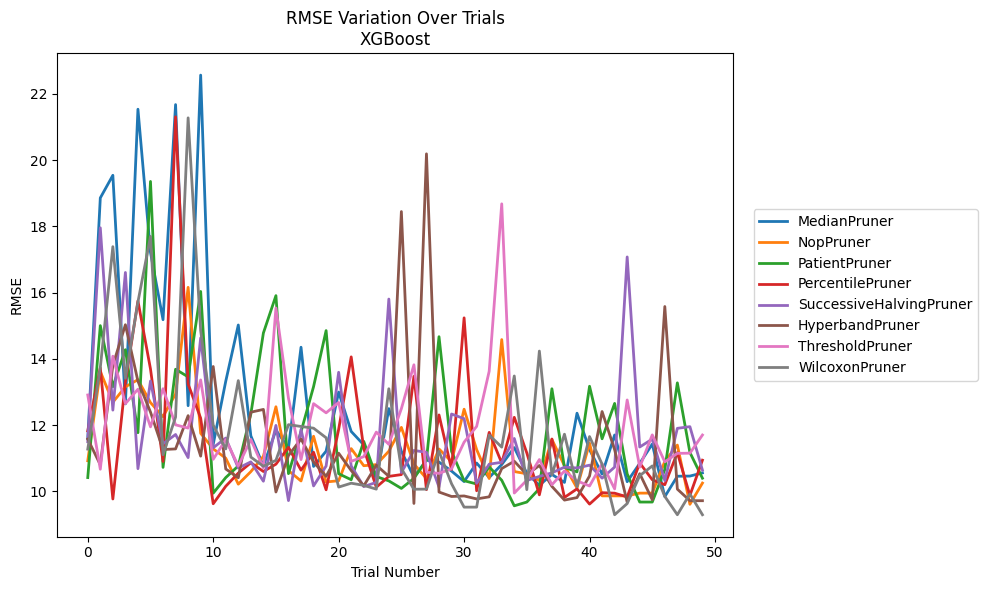 RMSE Variation Over Trials
XGBoost
22
20
18
16
14
12
10
RMSE
0
10
20
30
40
50
Trial Number
MedianPruner
NopPruner
PatientPruner
PercentilePruner
SuccessiveHalvingPruner
HyperbandPruner
ThresholdPruner
WilcoxonPruner